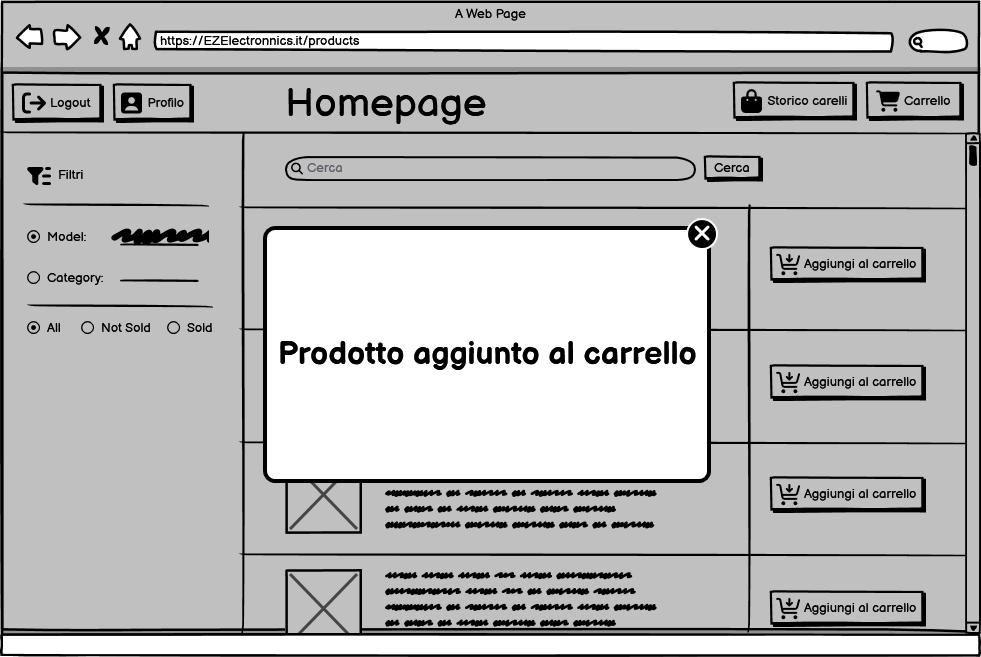 A Web Page
https://EZElectronnics.it/products
Logout
Profilo
Homepage
Storico carelli
Carrello
Filtri
Cerca
Cerca
Model:
Category:
All
Not Sold
Sold
Prodotto aggiunto al carrello
Aggiungi al carrello
Aggiungi al carrello
Aggiungi al carrello
Aggiungi al carrello